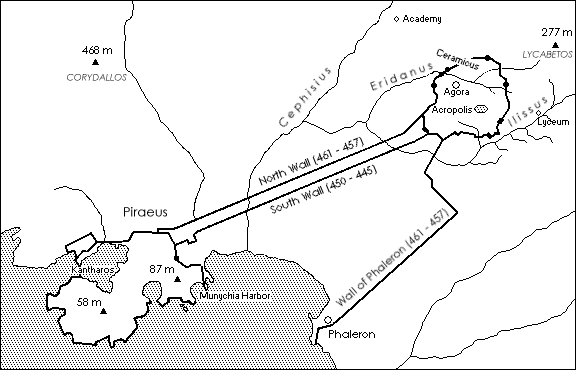 Academy
277 m
LYCABETOS
468 m
CORYDALLOS
Ceramicus
Eridanus
Cephisius
Agora
Acropolis
Ilissus
Lyceum
North Wall (461 - 457)
South Wall (450 - 445)
Piraeus
Wall of Phaleron (461 - 457)
Kantharos
87 m
Munychia Harbor
58 m
Phaleron